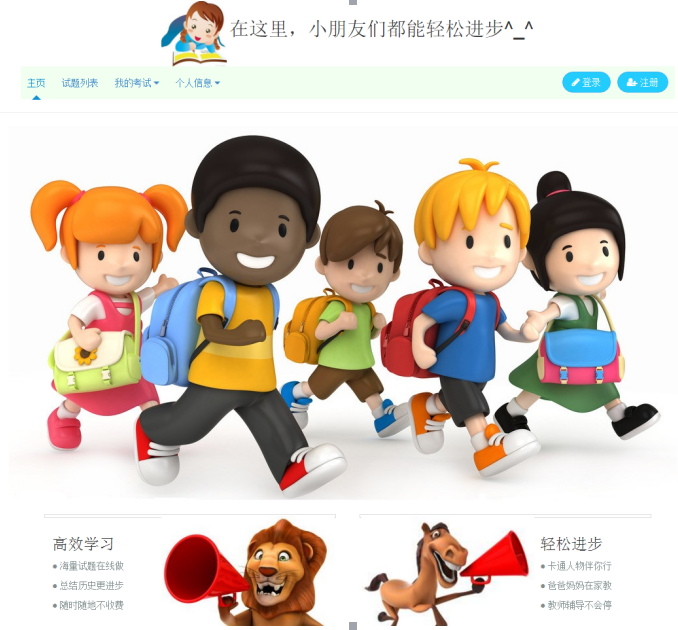 在这里，小朋友们都能轻松进步^_^
主页 试题列表 我的考试 个人信息 登录 注册
高效学习
海量试题在线做
总结历史更进步
随时随地不收费
轻松进步
卡通人物伴你行
爸爸妈妈在家教
教师辅导不会停